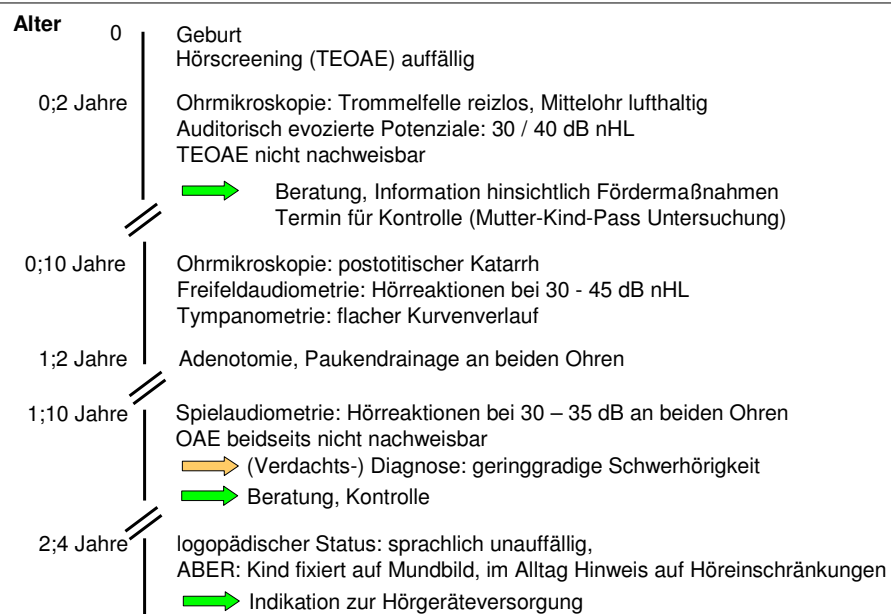 Alter
0 Geburt
Hörscreening (TEOAE) auffällig
0;2 Jahre Ohrmikroskopie: Trommelfelle reizlos, Mittelohr lufthaltig
Auditorisch evozierte Potenziale: 30 / 40 dB nHL
TEOAE nicht nachweisbar
Beratung, Information hinsichtlich Fördermaßnahmen
Termin für Kontrolle (Mutter-Kind-Pass Untersuchung)
0;10 Jahre Ohrmikroskopie: postotitischer Katarrh
Freifeldaudiometrie: Hörreaktionen bei 30 - 45 dB nHL
Tympanometrie: flacher Kurvenverlauf
1;2 Jahre Adenotomie, Paukendrainage an beiden Ohren
1;10 Jahre Spielaudiometrie: Hörreaktionen bei 30 – 35 dB an beiden Ohren
OAE beidseits nicht nachweisbar
(Verdachts-) Diagnose: geringgradige Schwerhörigkeit
Beratung, Kontrolle
2;4 Jahre logopädischer Status: sprachlich unauffällig,
ABER: Kind fixiert auf Mundbild, im Alltag Hinweis auf Höreinschränkungen
Indikation zur Hörgeräteversorgung